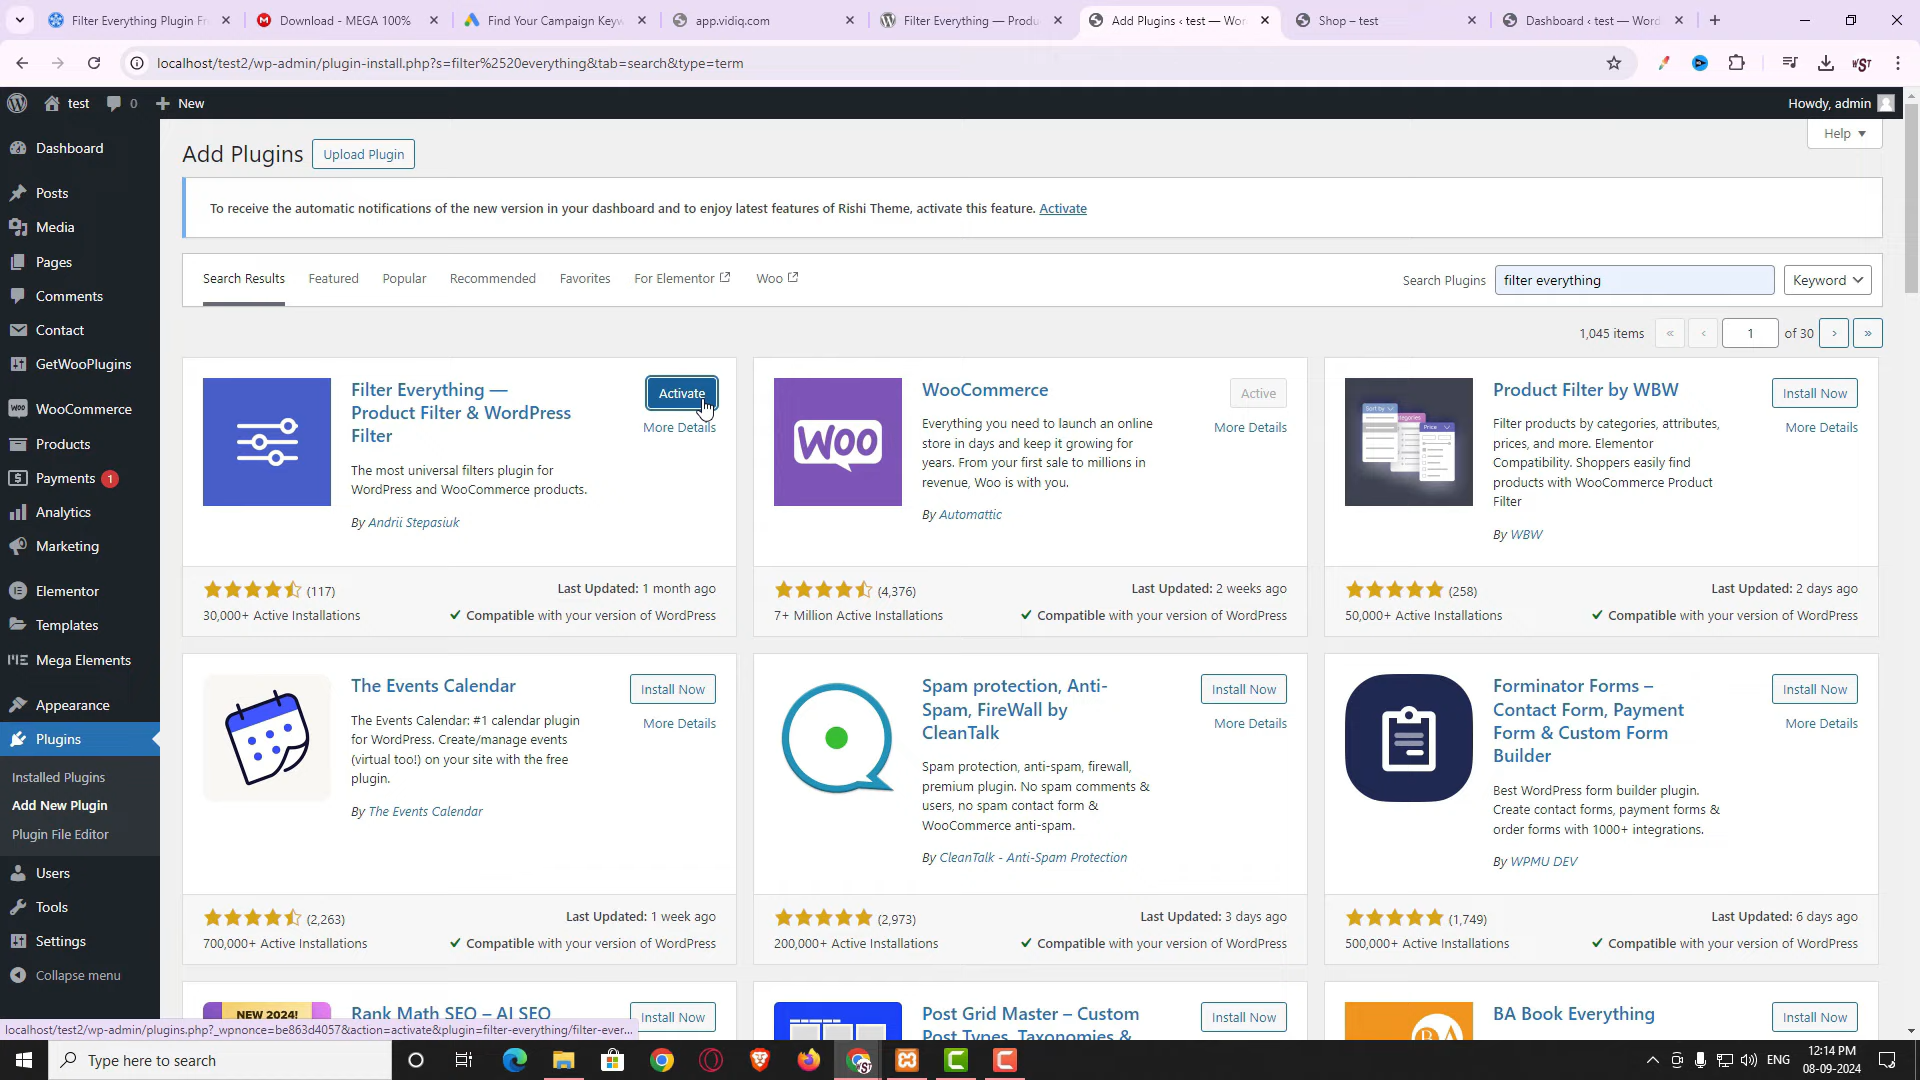 Filter Everything Plugin Fr
Download - MEGA 100%
Find Your Campaign Keyw
app.vidiq.com
Filter Everything — Produ
Add Plugins ‹ test — Wor
Shop – test
Dashboard ‹ test — Word
localhost/test2/wp-admin/plugin-install.php?s=filter%2520everything&tab=search&type=term
test
0
New
Howdy, admin
Dashboard
Posts
Media
Pages
Comments
Contact
GetWooPlugins
WooCommerce
Products
Payments 1
Analytics
Marketing
Elementor
Templates
Mega Elements
Appearance
Plugins
Installed Plugins
Add New Plugin
Plugin File Editor
Users
Tools
Settings
Collapse menu
Help
Add Plugins
Upload Plugin
To receive the automatic notifications of the new version in your dashboard and to enjoy latest features of Rishi Theme, activate this feature. Activate
Search Results
Featured
Popular
Recommended
Favorites
For Elementor
Woo
Search Plugins
filter everything
Keyword
1,045 items
«
‹
1
of 30
›
»
Filter Everything —
Product Filter & WordPress
Filter
Activate
More Details
The most universal filters plugin for
WordPress and WooCommerce products.
By Andrii Stepasiuk
(117)
Last Updated: 1 month ago
30,000+ Active Installations
Compatible with your version of WordPress
WOO
WooCommerce
Active
More Details
Everything you need to launch an online
store in days and keep it growing for
years. From your first sale to millions in
revenue, Woo is with you.
By Automattic
(4,376)
Last Updated: 2 weeks ago
7+ Million Active Installations
Compatible with your version of WordPress
Product Filter by WBW
Install Now
More Details
Filter products by categories, attributes,
prices, and more. Elementor
Compatibility. Shoppers easily find
products with WooCommerce Product
Filter
By WBW
(258)
Last Updated: 2 days ago
50,000+ Active Installations
Compatible with your version of WordPress
The Events Calendar
Install Now
More Details
The Events Calendar: #1 calendar plugin
for WordPress. Create/manage events
(virtual too!) on your site with the free
plugin.
By The Events Calendar
(2,263)
Last Updated: 1 week ago
700,000+ Active Installations
Compatible with your version of WordPress
Spam protection, Anti-
Spam, FireWall by
CleanTalk
Install Now
More Details
Spam protection, anti-spam, firewall,
premium plugin. No spam comments &
users, no spam contact form &
WooCommerce anti-spam.
By CleanTalk - Anti-Spam Protection
(2,973)
Last Updated: 3 days ago
200,000+ Active Installations
Compatible with your version of WordPress
Forminator Forms –
Contact Form, Payment
Form & Custom Form
Builder
Install Now
More Details
Best WordPress form builder plugin.
Create contact forms, payment forms &
order forms with 1000+ integrations.
By WPMU DEV
(1,749)
Last Updated: 6 days ago
500,000+ Active Installations
Compatible with your version of WordPress
NEW 2024!
Rank Math SEO – AI SEO
Install Now
Post Grid Master – Custom
Post Types, Taxonomies &
Install Now
BA Book Everything
Install Now
localhost/test2/wp-admin/plugins.php?_wpnonce=be863d4057&action=activate&plugin=filter-everything/filter-ever...
Type here to search
ENG
12:14 PM
08-09-2024